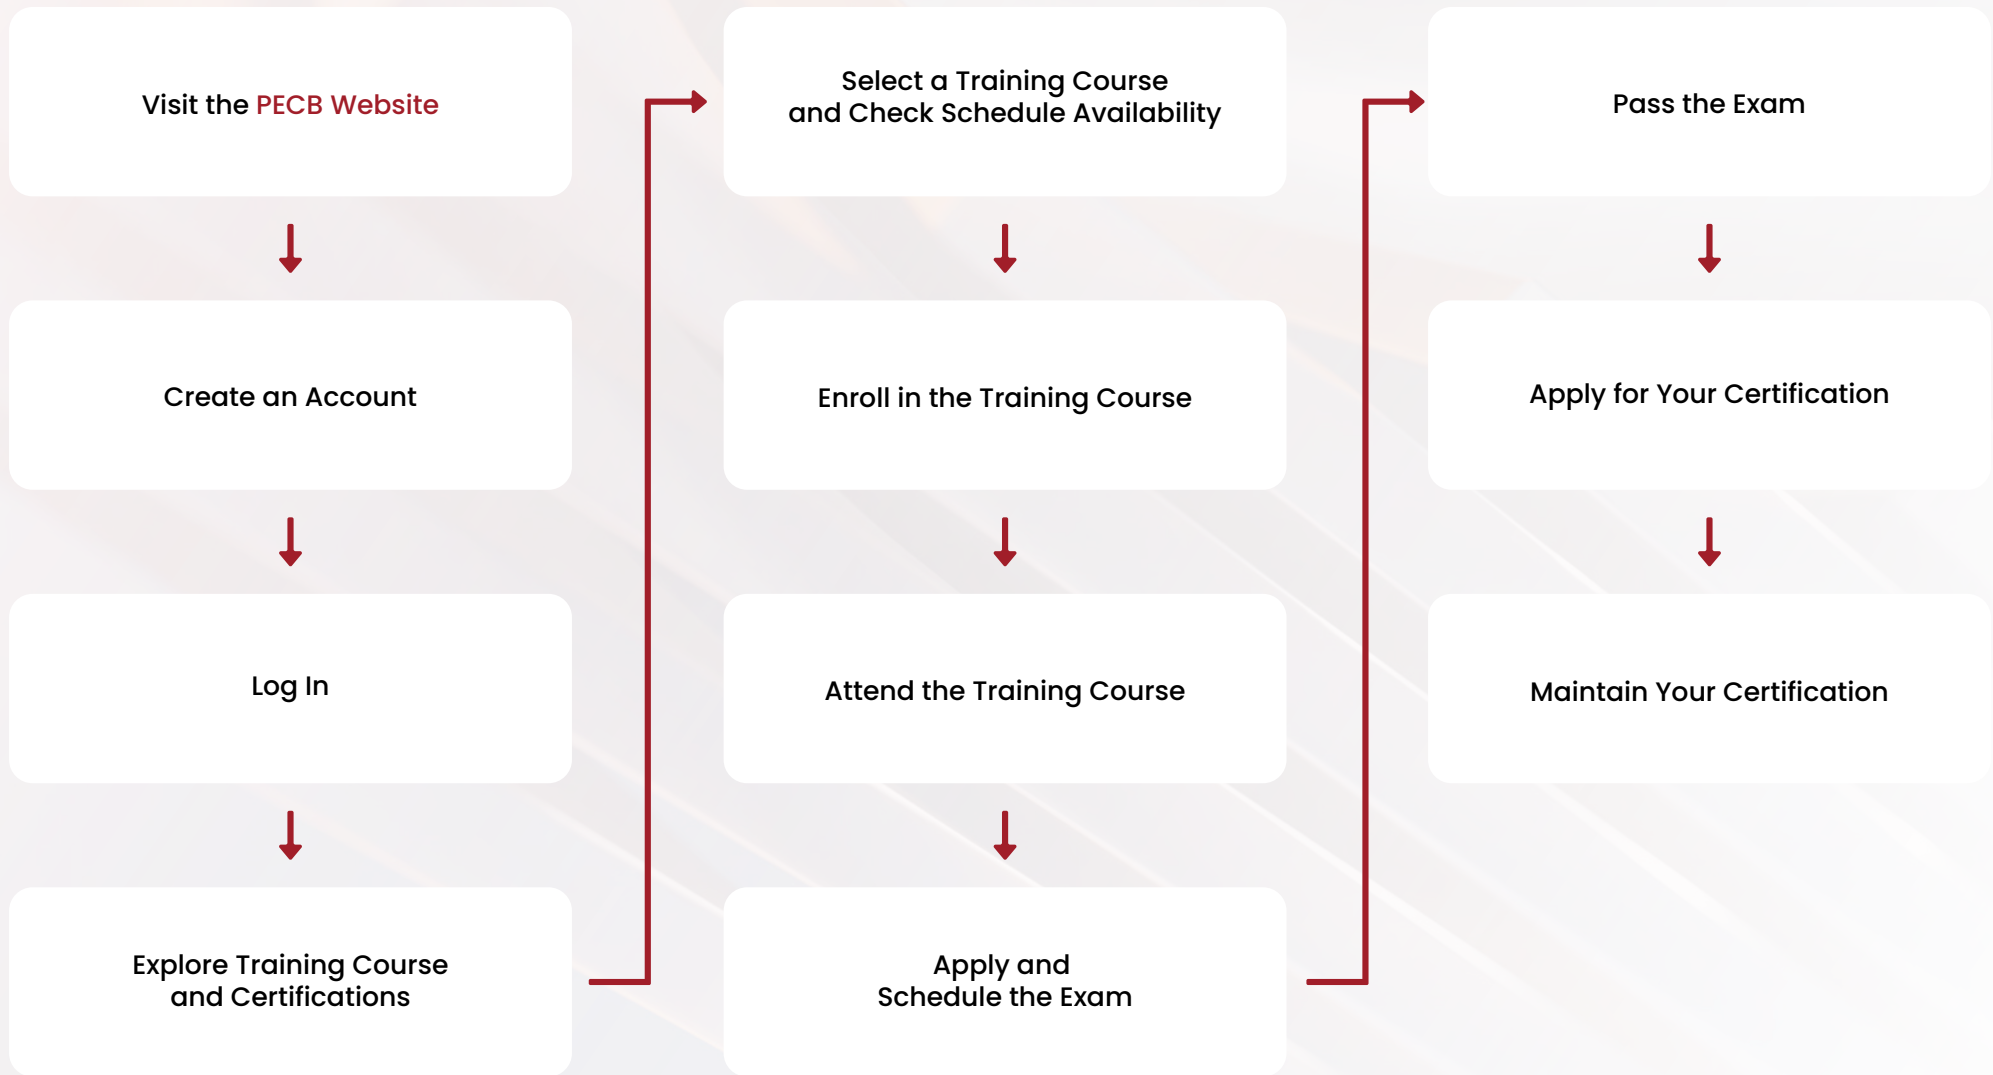 Visit the PECB Website
Create an Account
Log In
Explore Training Course
and Certifications
Select a Training Course
and Check Schedule Availability
Enroll in the Training Course
Attend the Training Course
Apply and
Schedule the Exam
Pass the Exam
Apply for Your Certification
Maintain Your Certification